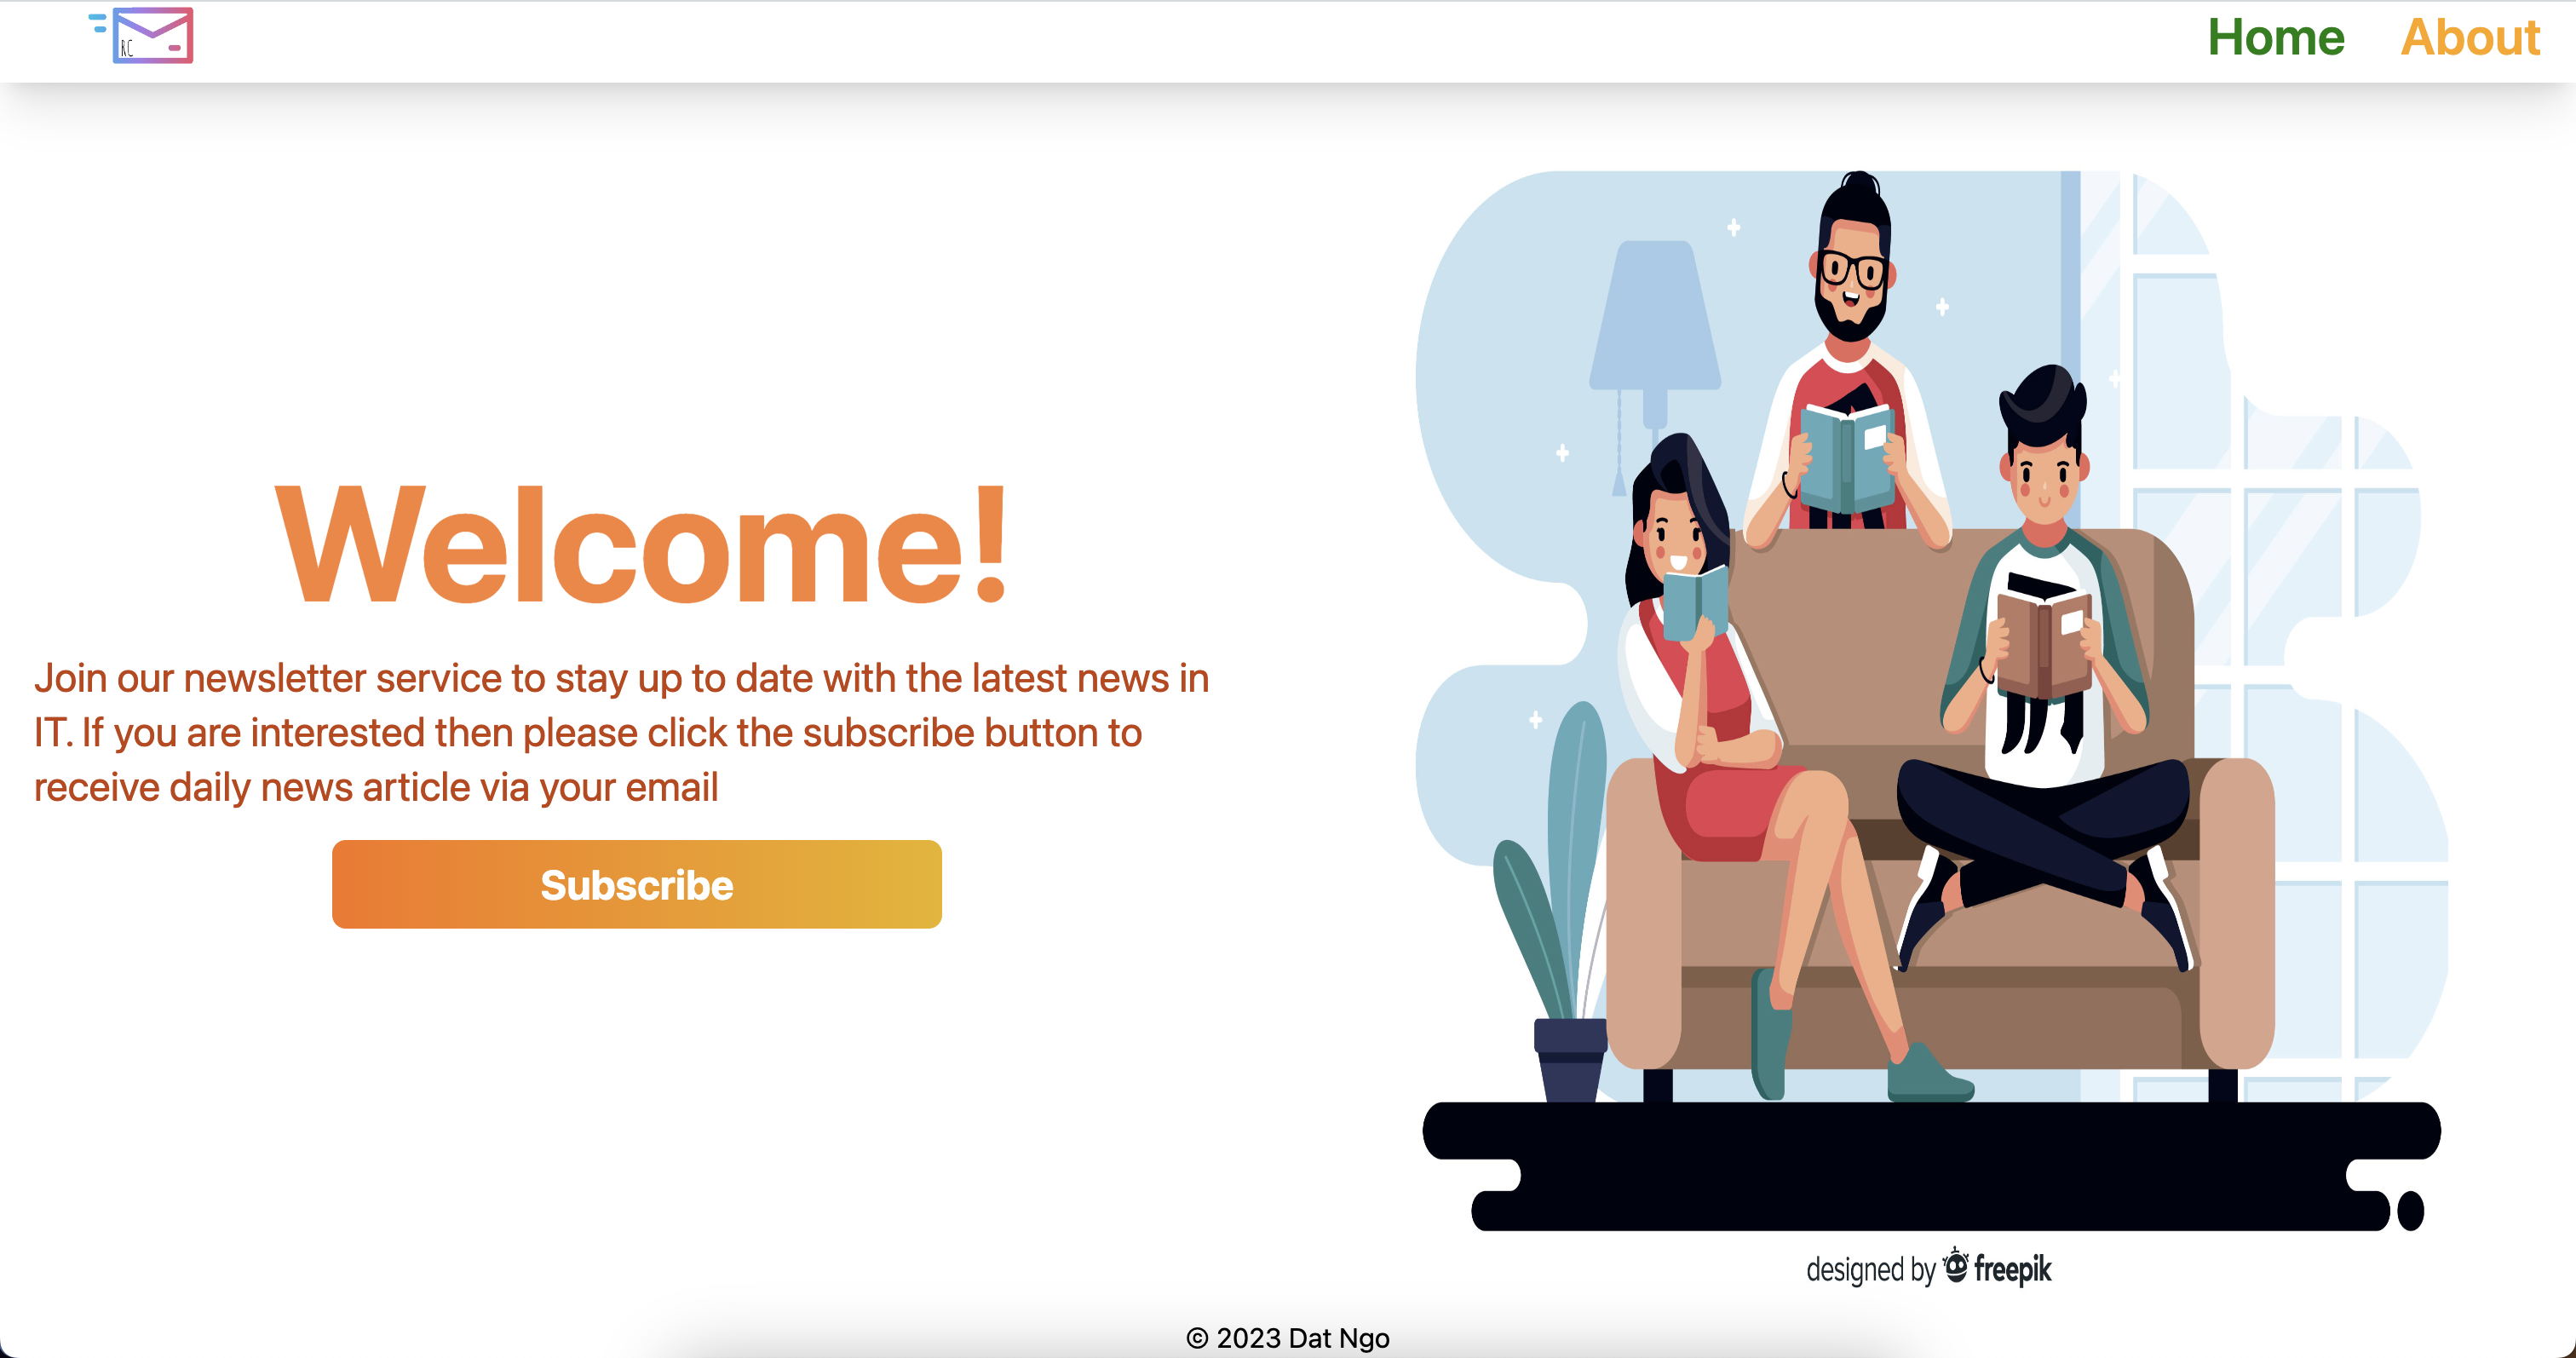 RC
Home About
Welcome!
Join our newsletter service to stay up to date with the latest news in
IT. If you are interested then please click the subscribe button to
receive daily news article via your email
Subscribe
designed by freepik
© 2023 Dat Ngo